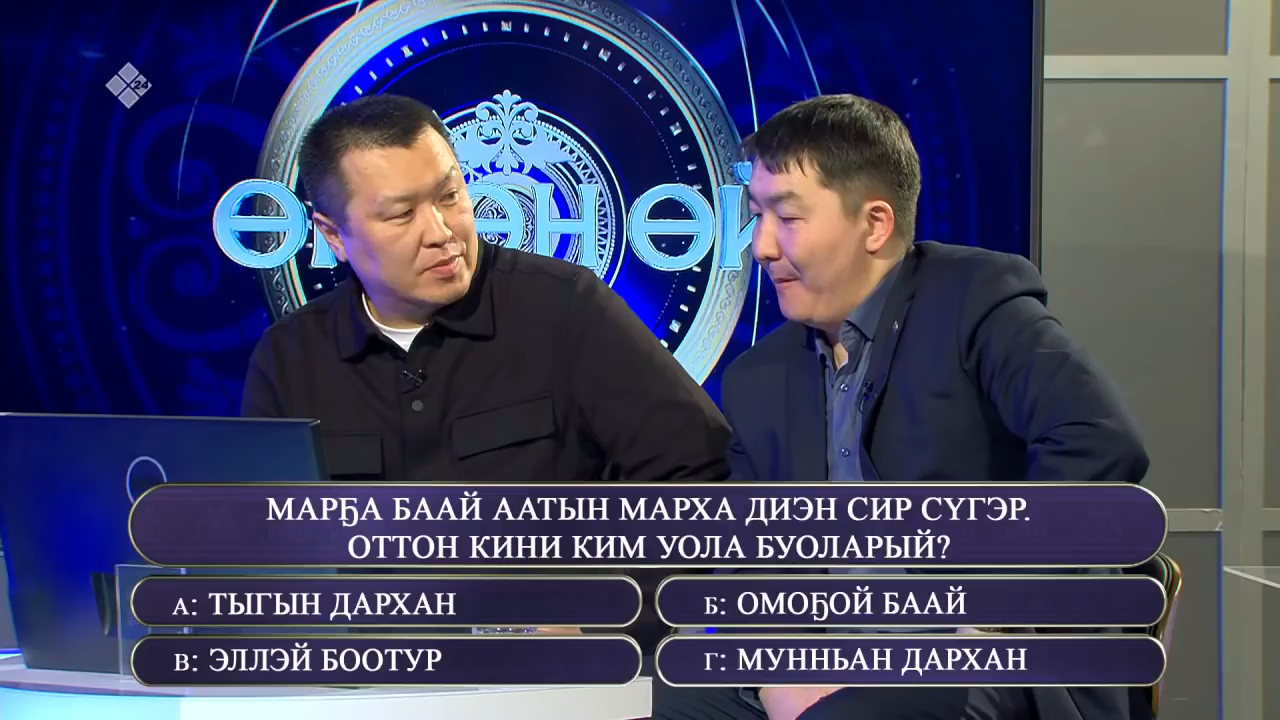 24
МАРҔА БААЙ ААТЫН МАРХА ДИЭН СИР СҮГЭР.
ОТТОН КИНИ КИМ УОЛА БУОЛАРЫЙ?
А: ТЫГЫН ДАРХАН
Б: ОМОҔОЙ БААЙ
В: ЭЛЛЭЙ БООТУР
Г: МУННЬАН ДАРХАН